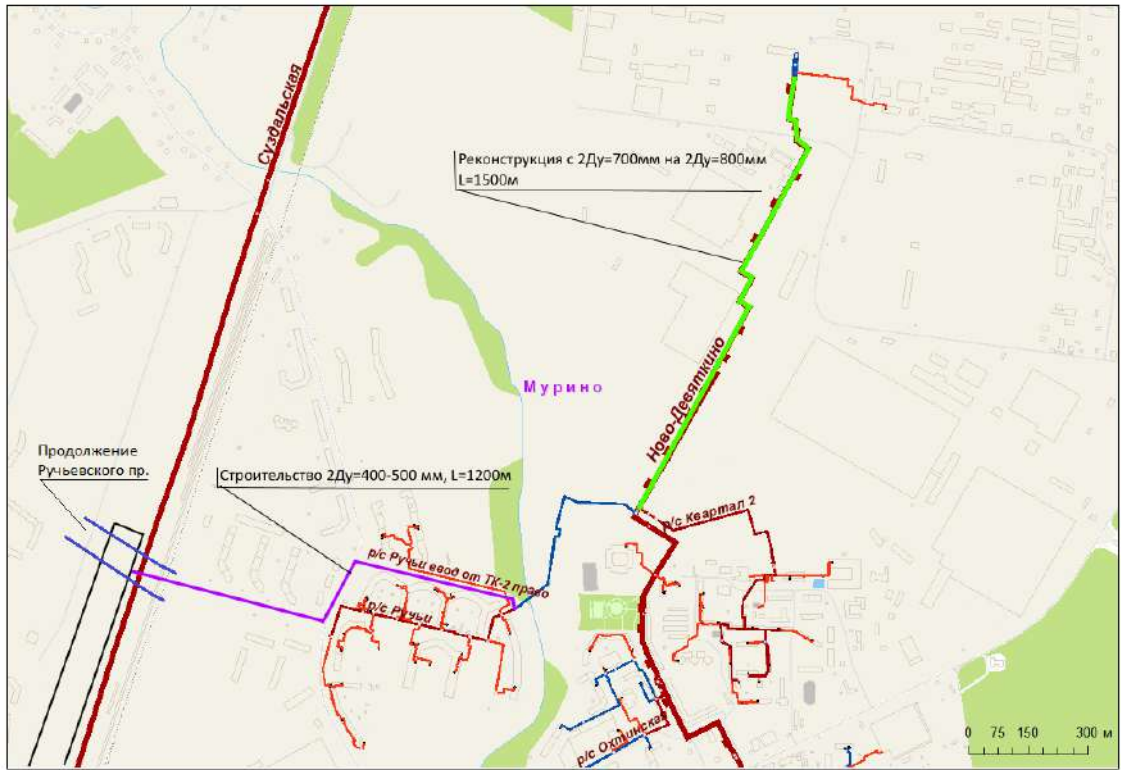 Суздальская
Реконструкция с 2Ду=700мм на 2Ду=800мм
L=1500м
Мурино
Ново-Девяткино
Продолжение
Ручьевского пр.
Строительство 2Ду=400-500 мм, L=1200м
р/с Квартал 2
р/с Ручьи ввод от ТК-2 право
р/с Ручьи
р/с Охтинская
0 75 150 300 м